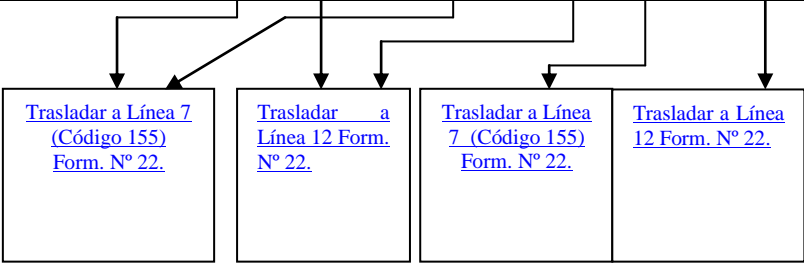 Trasladar a Línea 7
(Código 155)
Form. Nº 22.
Trasladar a
Línea 12 Form.
Nº 22.
Trasladar a Línea
7 (Código 155)
Form. Nº 22.
Trasladar a Línea
12 Form. Nº 22.